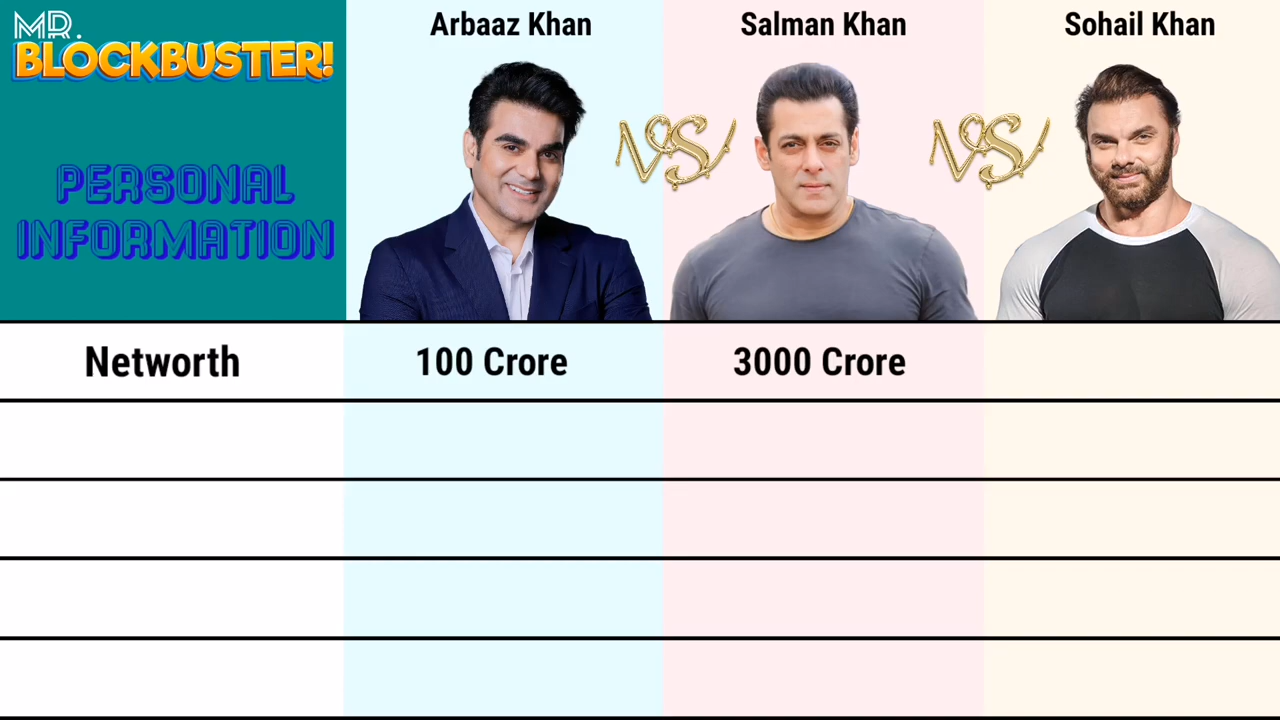 MR.
BLOCKBUSTER!
PERSONAL
INFORMATION
Arbaaz Khan
VS
Salman Khan
VS
Sohail Khan
Networth 100 Crore 3000 Crore